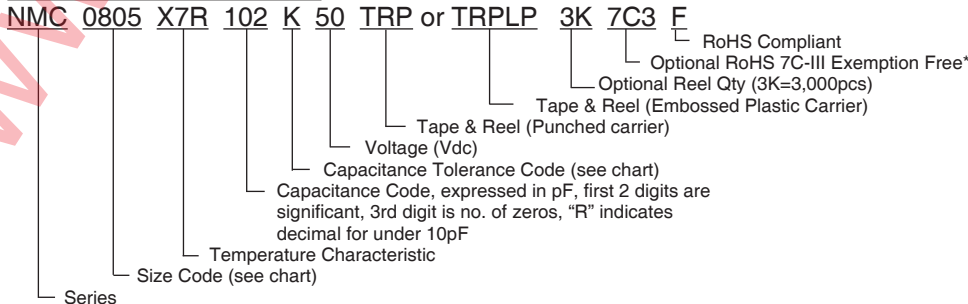 NMC 0805 X7R 102 K 50 TRP or TRPLP 3K 7C3 F
RoHS Compliant
Optional RoHS 7C-III Exemption Free*
Optional Reel Qty (3K=3,000pcs)
Tape & Reel (Embossed Plastic Carrier)
Tape & Reel (Punched carrier)
Voltage (Vdc)
Capacitance Tolerance Code (see chart)
Capacitance Code, expressed in pF, first 2 digits are
significant, 3rd digit is no. of zeros, “R” indicates
decimal for under 10pF
Temperature Characteristic
Size Code (see chart)
Series